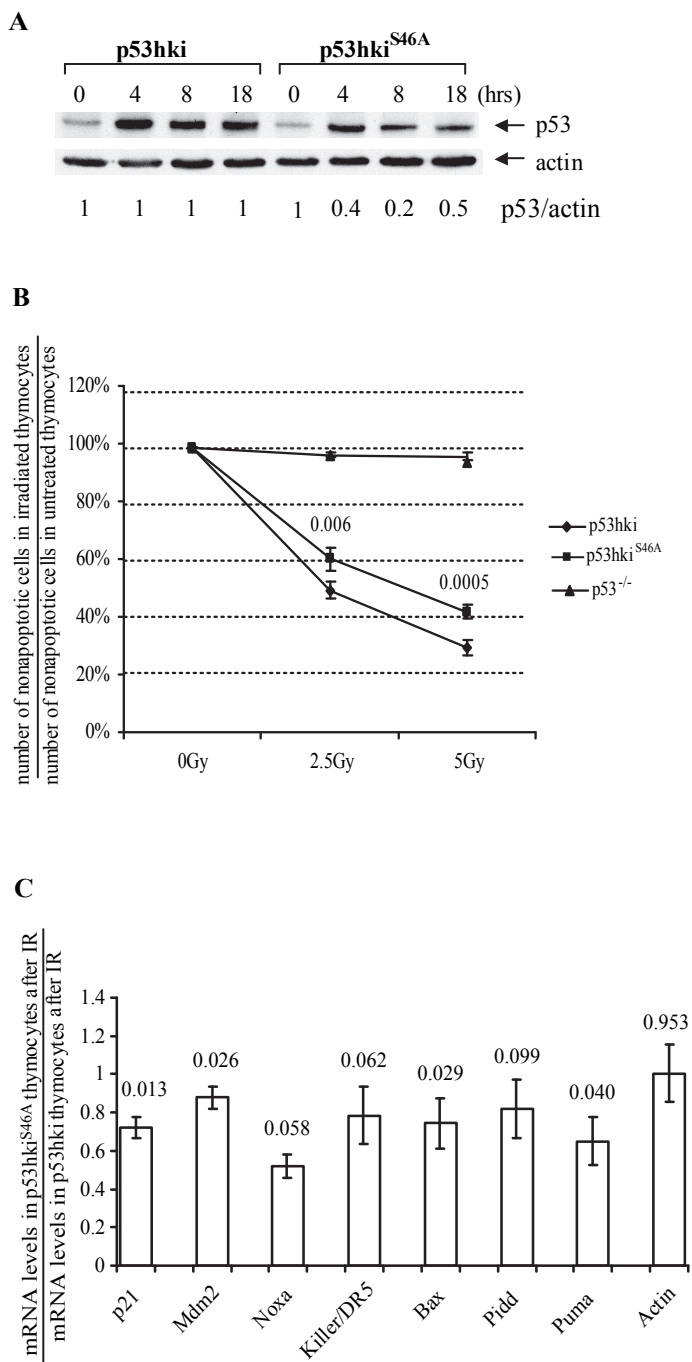 A
p53hki p53hki^S46A
0 4 8 18 0 4 8 18 (hrs)
p53
actin
1 1 1 1 1 0.4 0.2 0.5 p53/actin
B
number of nonapoptotic cells in irradiated thymocytes
number of nonapoptotic cells in untreated thymocytes
120%
100%
80%
60%
40%
20%
0%
0.006
0.0005
p53hki
p53hki^S46A
p53^-/-
0Gy 2.5Gy 5Gy
C
mRNA levels in p53hki^S46A thymocytes after IR
mRNA levels in p53hki thymocytes after IR
1.4
1.2
1
0.8
0.6
0.4
0.2
0
0.013 0.026 0.058 0.062 0.029 0.099 0.040 0.953
p21 Mdm2 Noxa Killer/DR5 Bax Pidd Puma Actin